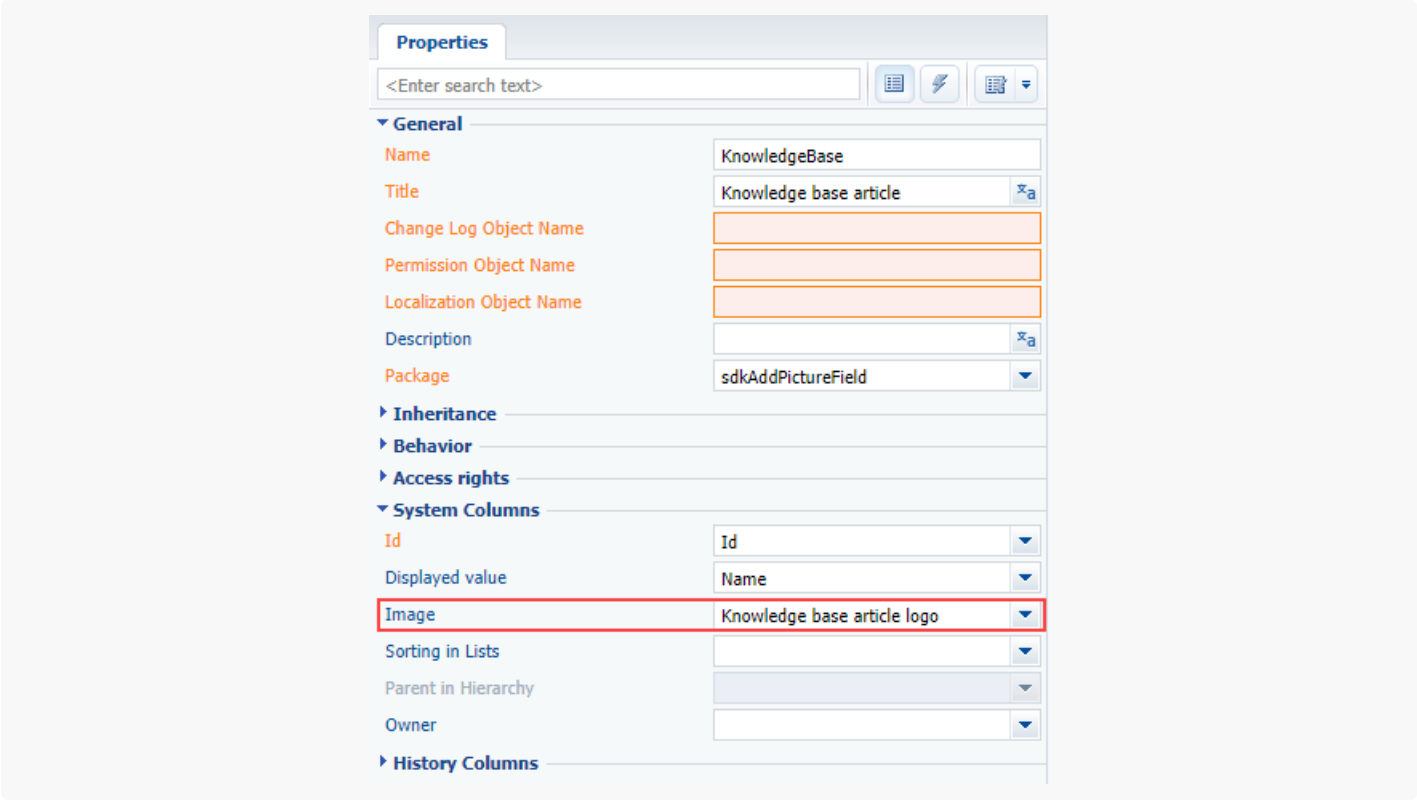 Properties
<Enter search text>
General
Name KnowledgeBase
Title Knowledge base article
Change Log Object Name
Permission Object Name
Localization Object Name
Description
Package sdkAddPictureField
Inheritance
Behavior
Access rights
System Columns
Id Id
Displayed value Name
Image Knowledge base article logo
Sorting in Lists
Parent in Hierarchy
Owner
History Columns